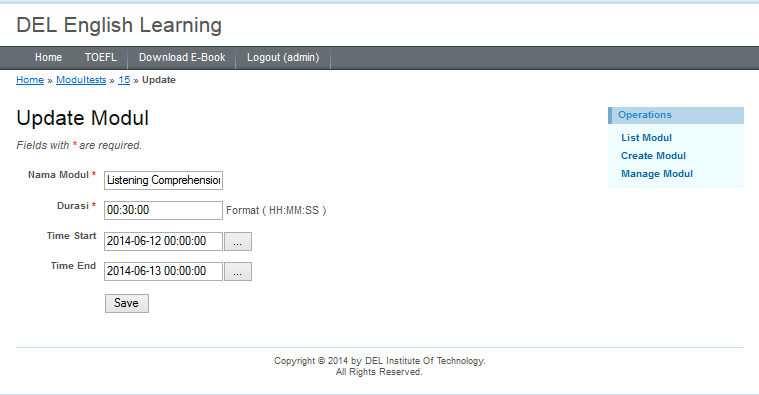 DEL English Learning
Home TOEFL Download E-Book Logout (admin)
Home » Modultests » 15 » Update
Update Modul
Fields with * are required.
Nama Modul * Listening Comprehension
Durasi * 00:30:00 Format ( HH:MM:SS )
Time Start 2014-06-12 00:00:00 ...
Time End 2014-06-13 00:00:00 ...
Save
Operations
List Modul
Create Modul
Manage Modul
Copyright © 2014 by DEL Institute Of Technology.
All Rights Reserved.